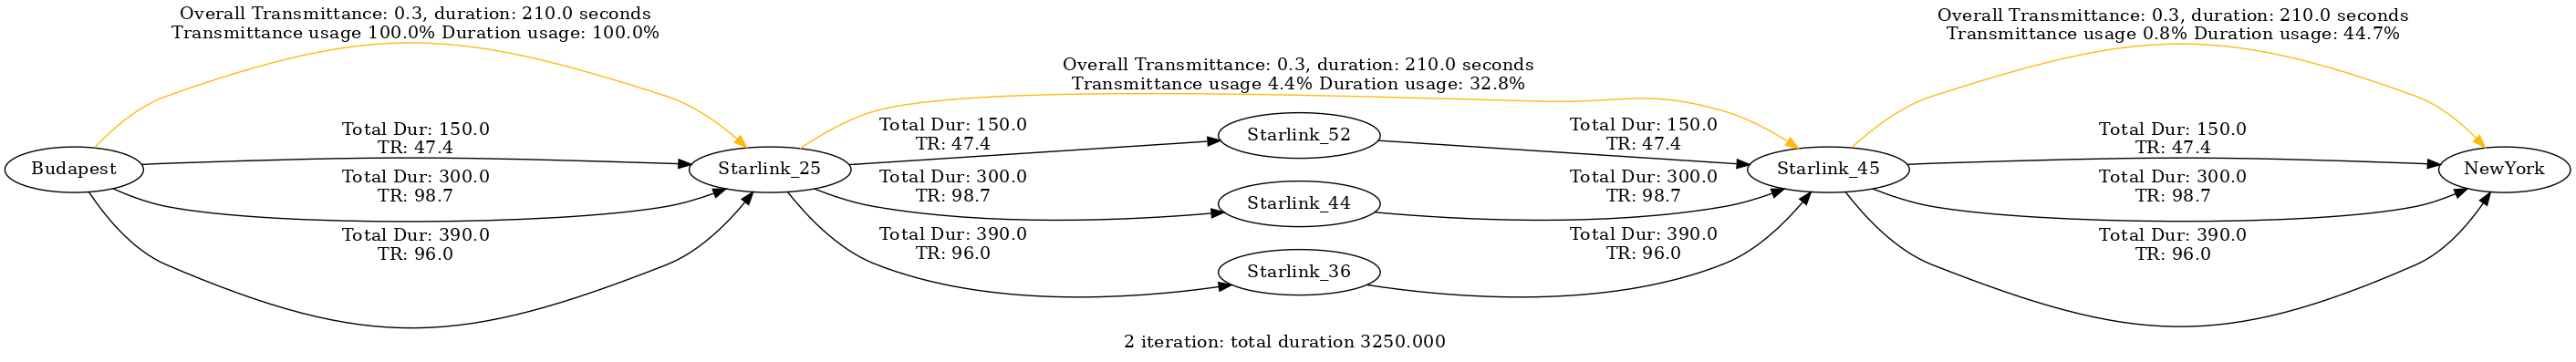 Overall Transmittance: 0.3, duration: 210.0 seconds
Transmittance usage 100.0% Duration usage: 100.0%
Overall Transmittance: 0.3, duration: 210.0 seconds
Transmittance usage 4.4% Duration usage: 32.8%
Overall Transmittance: 0.3, duration: 210.0 seconds
Transmittance usage 0.8% Duration usage: 44.7%
Budapest
Total Dur: 150.0
TR: 47.4
Total Dur: 300.0
TR: 98.7
Total Dur: 390.0
TR: 96.0
Starlink_25
Total Dur: 150.0
TR: 47.4
Total Dur: 300.0
TR: 98.7
Total Dur: 390.0
TR: 96.0
Starlink_52
Starlink_44
Starlink_36
Total Dur: 150.0
TR: 47.4
Total Dur: 300.0
TR: 98.7
Total Dur: 390.0
TR: 96.0
Starlink_45
Total Dur: 150.0
TR: 47.4
Total Dur: 300.0
TR: 98.7
Total Dur: 390.0
TR: 96.0
NewYork
2 iteration: total duration 3250.000